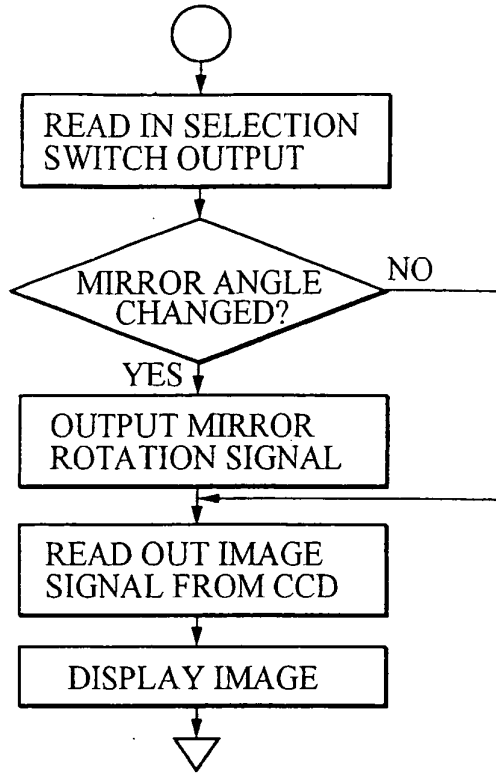 READ IN SELECTION
SWITCH OUTPUT
MIRROR ANGLE
CHANGED?
NO
YES
OUTPUT MIRROR
ROTATION SIGNAL
READ OUT IMAGE
SIGNAL FROM CCD
DISPLAY IMAGE